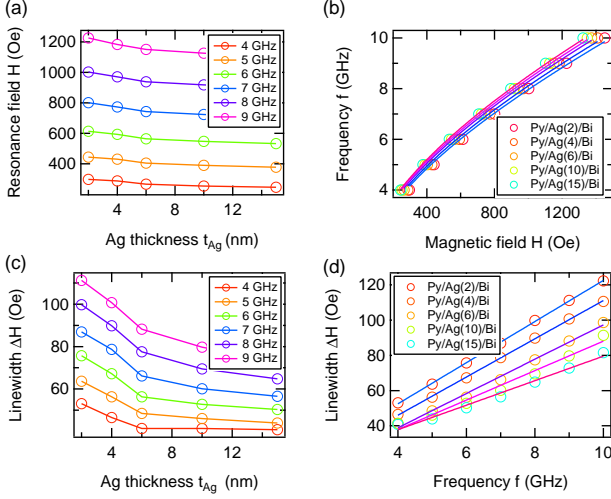 (a)
Resonance field H (Oe)
1200
1000
800
600
400
4 GHz
5 GHz
6 GHz
7 GHz
8 GHz
9 GHz
4
8
12
Ag thickness tAg (nm)
(b)
Frequency f (GHz)
10
8
6
4
Py/Ag(2)/Bi
Py/Ag(4)/Bi
Py/Ag(6)/Bi
Py/Ag(10)/Bi
Py/Ag(15)/Bi
400
800
1200
Magnetic field H (Oe)
(c)
Linewidth ΔH (Oe)
100
80
60
4 GHz
5 GHz
6 GHz
7 GHz
8 GHz
9 GHz
4
8
12
Ag thickness tAg (nm)
(d)
Linewidth ΔH (Oe)
120
100
80
60
40
Py/Ag(2)/Bi
Py/Ag(4)/Bi
Py/Ag(6)/Bi
Py/Ag(10)/Bi
Py/Ag(15)/Bi
4
6
8
10
Frequency f (GHz)